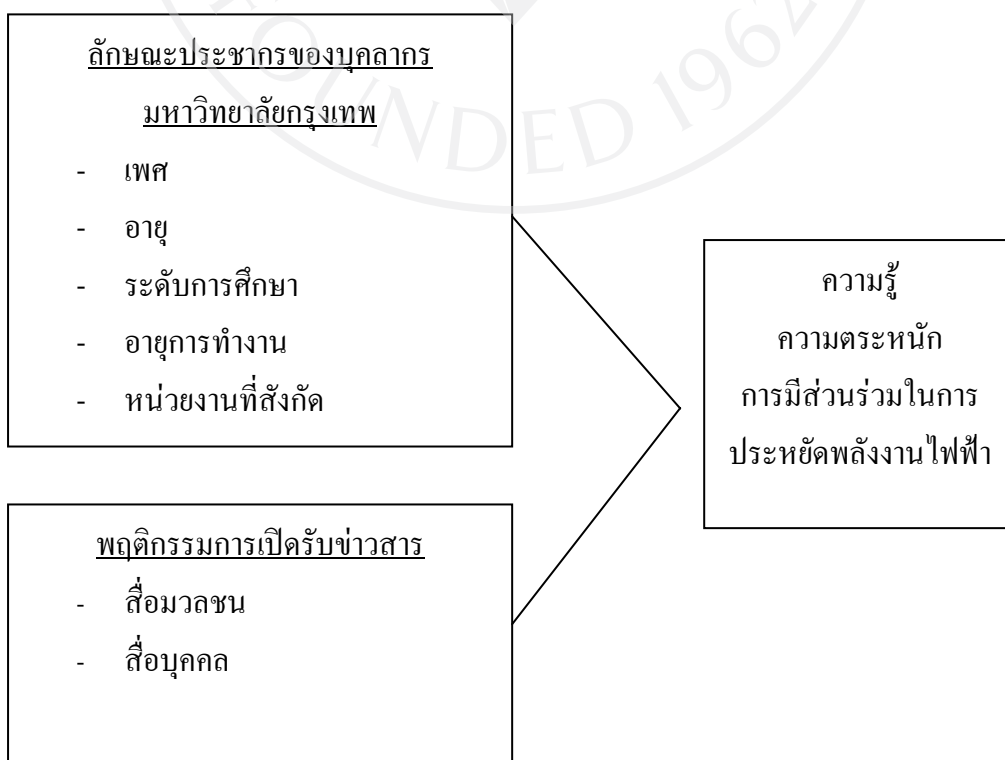 ลักษณะประชากรของบุคลากร
มหาวิทยาลัยกรุงเทพ
- เพศ
- อายุ
- ระดับการศึกษา
- อายุการทำงาน
- หน่วยงานที่สังกัด
ความรู้
ความตระหนัก
การมีส่วนร่วมในการ
ประหยัดพลังงานไฟฟ้า
พฤติกรรมการเปิดรับข่าวสาร
- สื่อมวลชน
- สื่อบุคคล
FOUNDED 1962